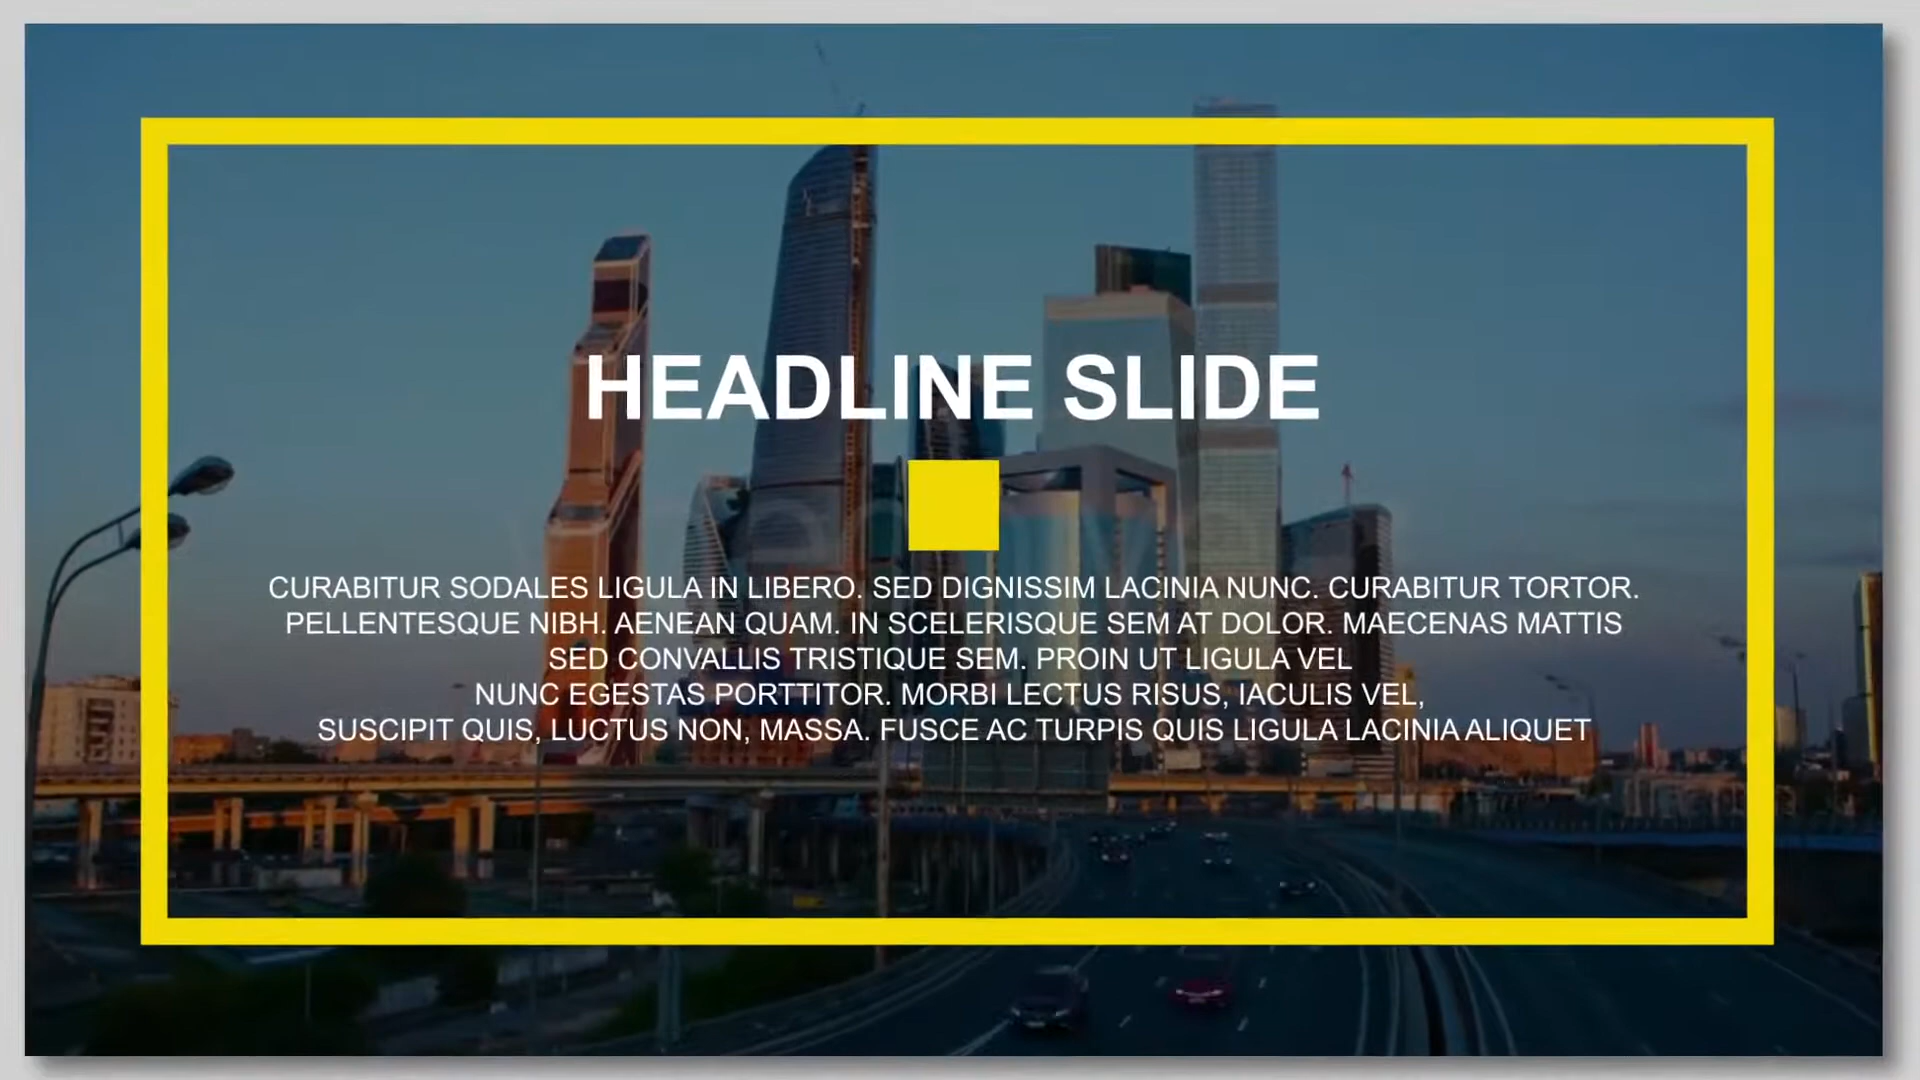 HEADLINE SLIDE
CURABITUR SODALES LIGULA IN LIBERO. SED DIGNISSIM LACINIA NUNC. CURABITUR TORTOR.
PELLENTESQUE NIBH. AENEAN QUAM. IN SCELERISQUE SEM AT DOLOR. MAECENAS MATTIS
SED CONVALLIS TRISTIQUE SEM. PROIN UT LIGULA VEL
NUNC EGESTAS PORTTITOR. MORBI LECTUS RISUS, IACULIS VEL,
SUSCIPIT QUIS, LUCTUS NON, MASSA. FUSCE AC TURPIS QUIS LIGULA LACINIA ALIQUET